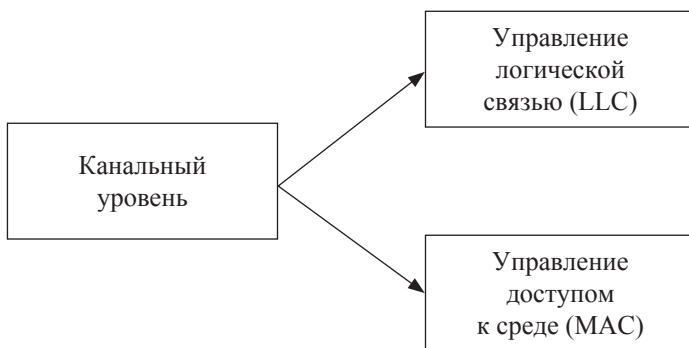 Управление
логической
связью (LLC)
Канальный
уровень
Управление
доступом
к среде (MAC)